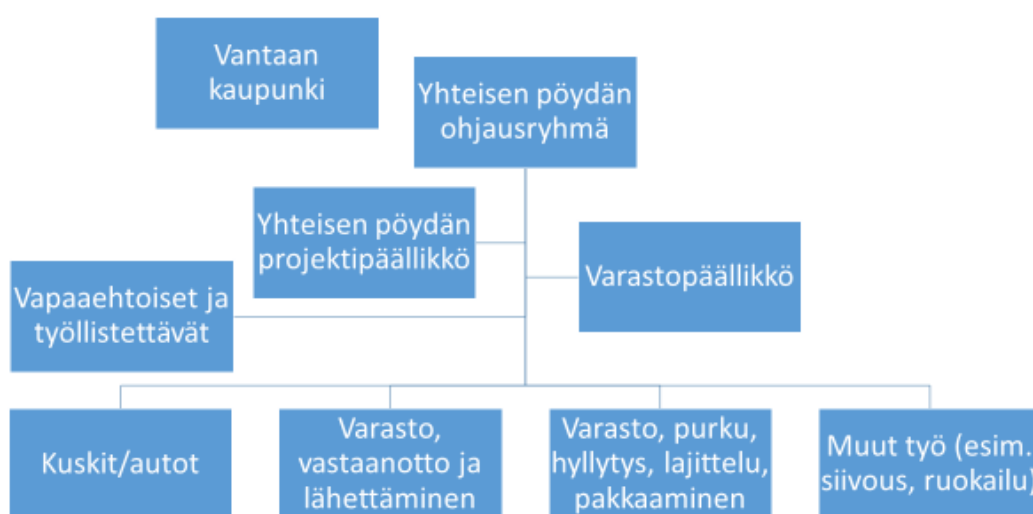 Vantaan
kaupunki
Yhteisen pöydän
ohjausryhmä
Yhteisen pöydän
projektipäällikkö
Varastopäällikkö
Vapaaehtoiset ja
työllistettävät
Kuskit/autot
Varasto,
vastaanotto ja
lähettäminen
Varasto, purku,
hyllytys, lajittelu,
pakkaaminen
Muut työ (esim.
siivous, ruokailu)